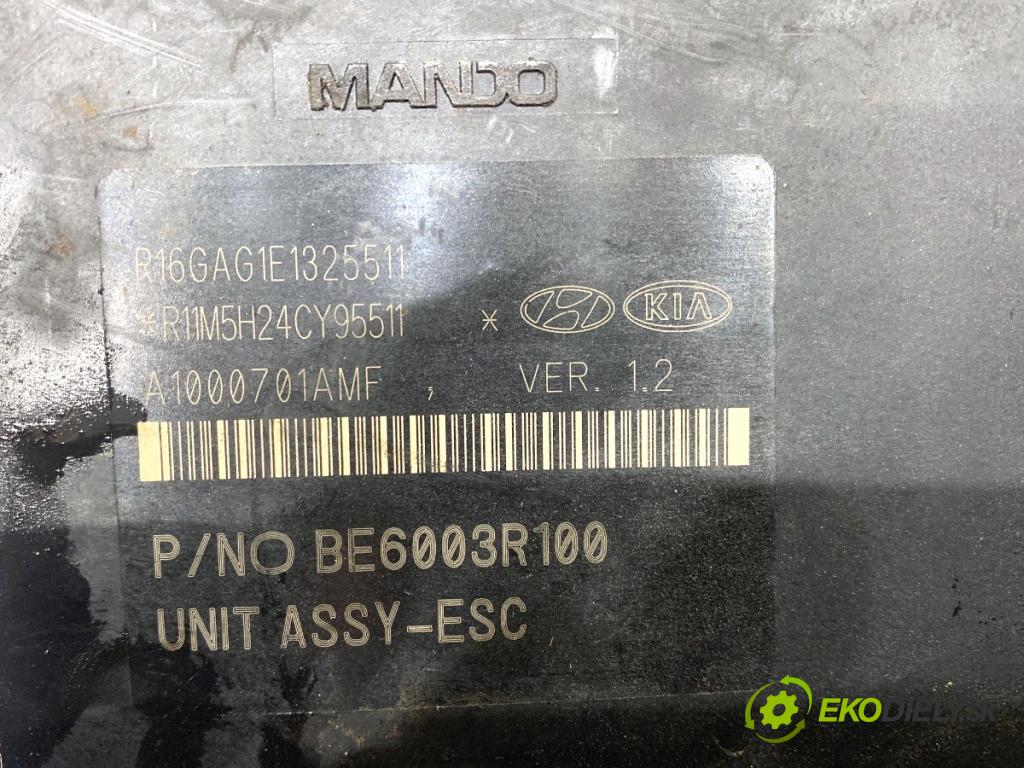 MANDO
R16GAG1E1325511
*R11M5H24CY95511 * KIA
A1000701AMF , VER. 1.2
P/NO BE6003R100
UNIT ASSY-ESC
EKODIELY.SK